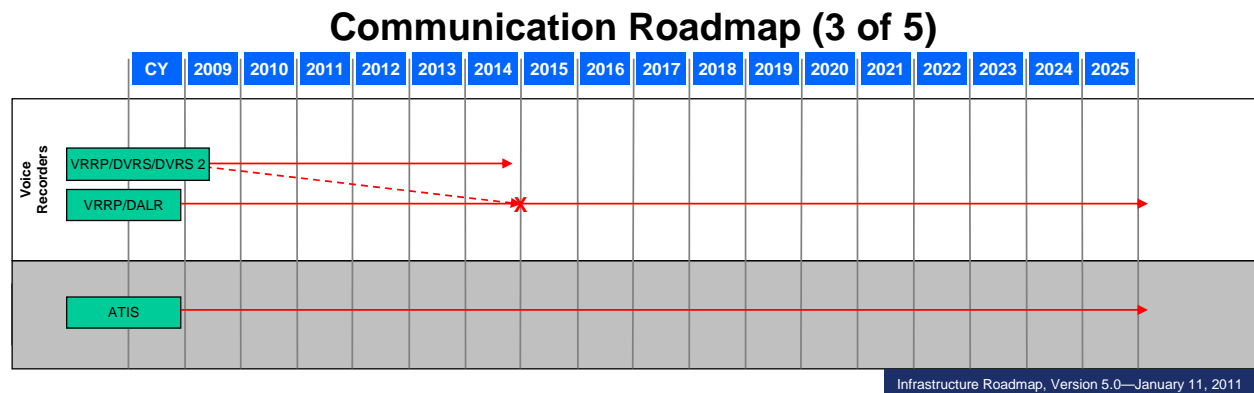 Communication Roadmap (3 of 5)
CY 2009 2010 2011 2012 2013 2014 2015 2016 2017 2018 2019 2020 2021 2022 2023 2024 2025
Voice
Recorders
VRRP/DVRS/DVRS 2
VRRP/DALR
X
ATIS
Infrastructure Roadmap, Version 5.0—January 11, 2011